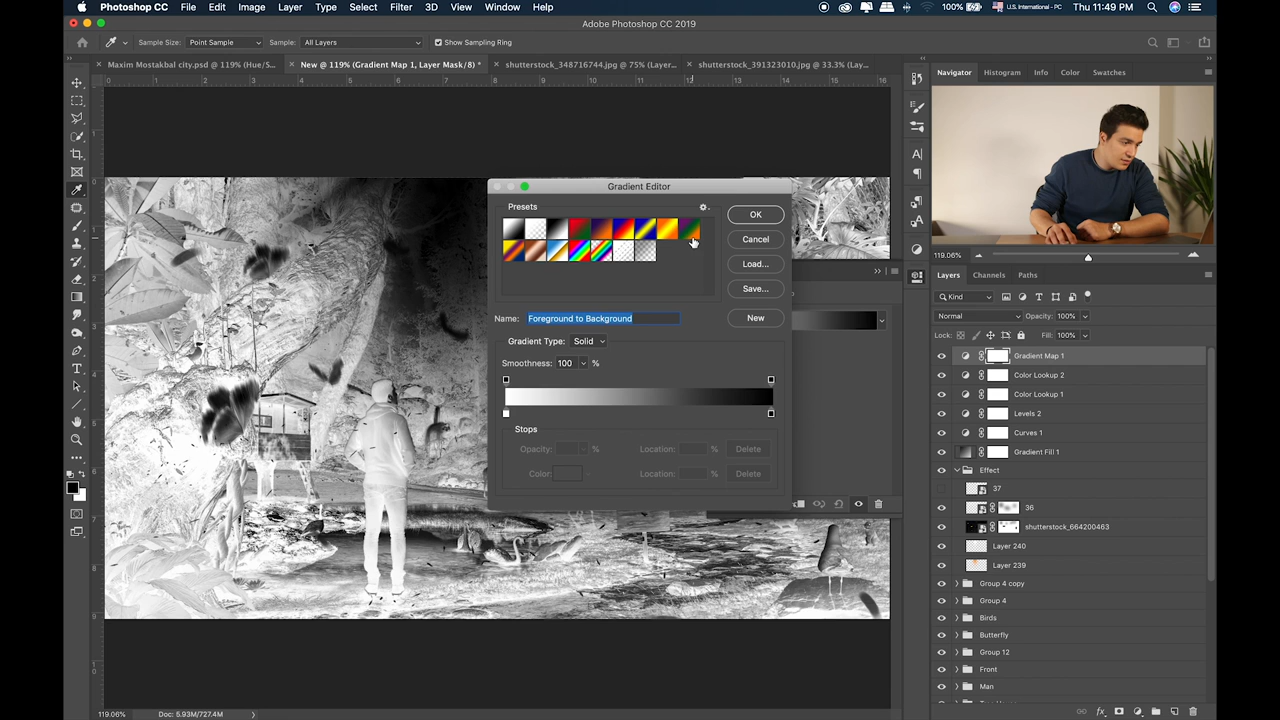 Photoshop CC File Edit Image Layer Type Select Filter 3D View Window Help 100% U.S. International - PC Thu 11:49 PM
Adobe Photoshop CC 2019
Sample Size: Point Sample Sample: All Layers Show Sampling Ring
Maxim Mostakbal city.psd @ 119% (Hue/S... New @ 119% (Gradient Map 1, Layer Mask/8) * shutterstock_348716744.jpg @ 75% (Layer... shutterstock_391323010.jpg @ 33.3% (Lay...
Navigator Histogram Info Color Swatches
Gradient Editor
Presets
OK
Cancel
Load...
Save...
Name: Foreground to Background New
Gradient Type: Solid
Smoothness: 100 %
Stops
Opacity: % Location: % Delete
Color: Location: % Delete
119.06%
Layers Channels Paths
Kind
Normal Opacity: 100%
Lock: Fill: 100%
Gradient Map 1
Color Lookup 2
Color Lookup 1
Levels 2
Curves 1
Gradient Fill 1
Effect
37
36
shutterstock_664200463
Layer 240
Layer 239
Group 4 copy
Group 4
Birds
Butterfly
Group 12
Front
Man
119.06% Doc: 5.93M/727.4M